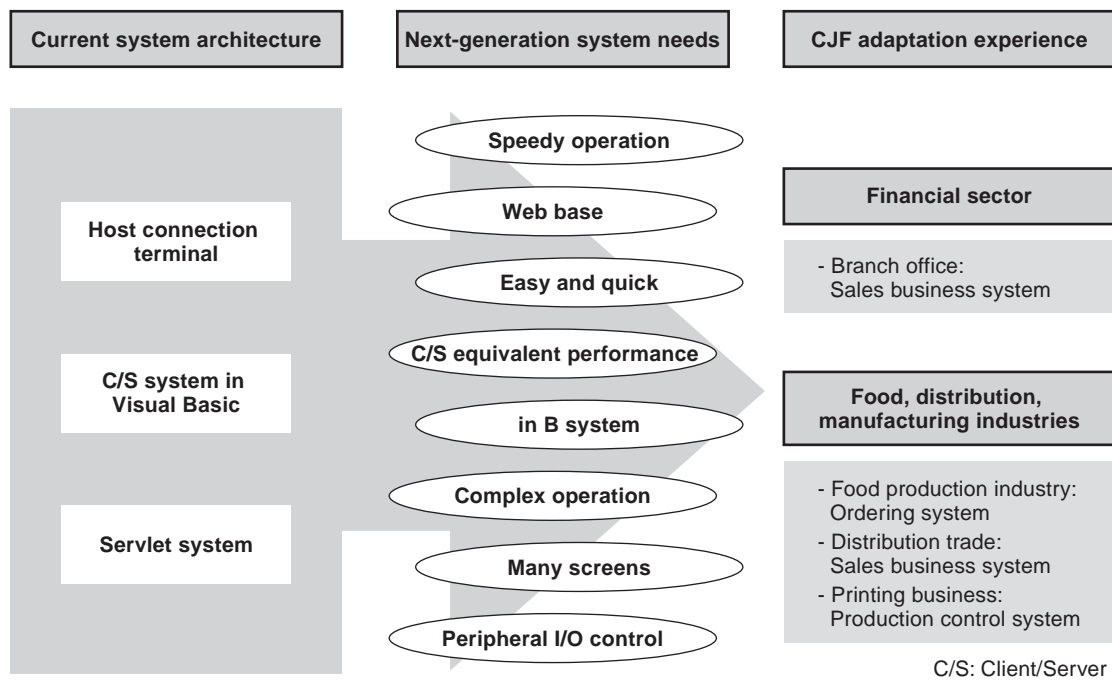 Current system architecture
Next-generation system needs
CJF adaptation experience
Host connection
terminal
C/S system in
Visual Basic
Servlet system
Speedy operation
Web base
Easy and quick
C/S equivalent performance
in B system
Complex operation
Many screens
Peripheral I/O control
Financial sector
- Branch office:
Sales business system
Food, distribution,
manufacturing industries
- Food production industry:
Ordering system
- Distribution trade:
Sales business system
- Printing business:
Production control system
C/S: Client/Server